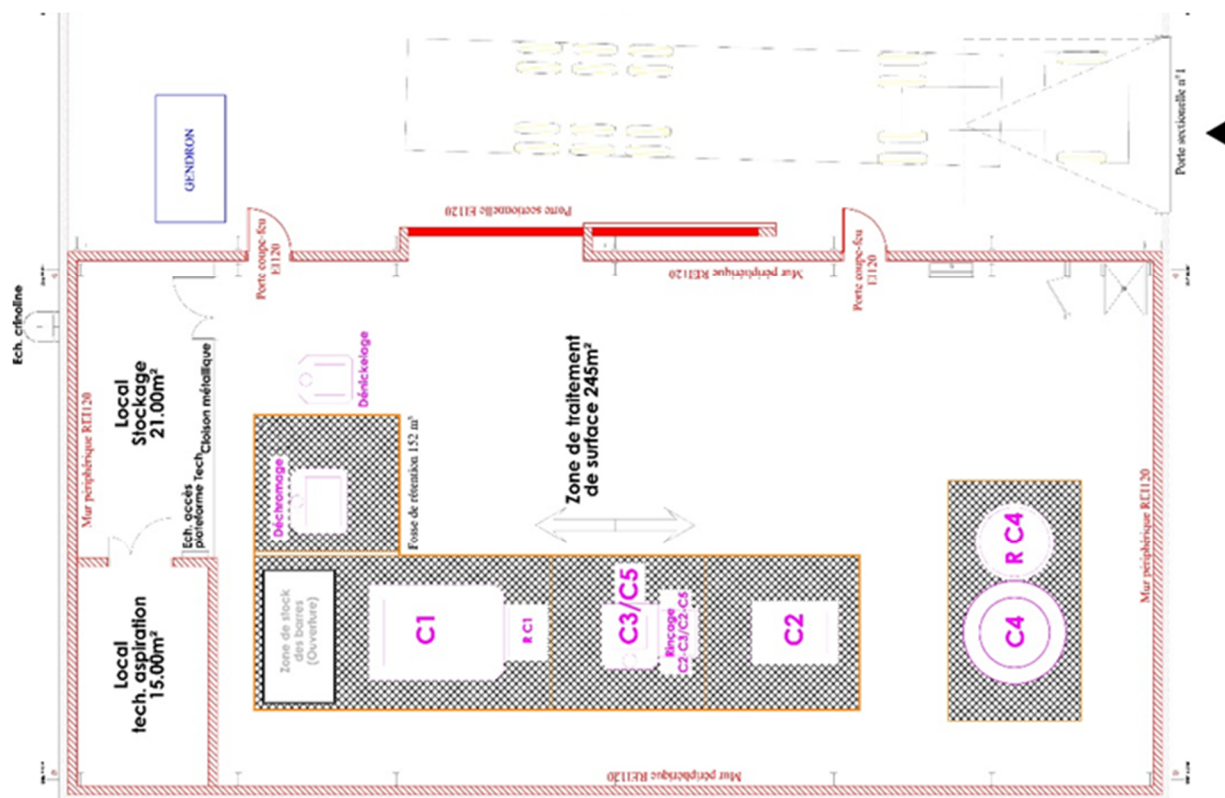 GENDRON
Porte sectionelle n°1
Porte sectionnelle EI120
Porte coupe-feu
EI120
Mur périphérique REI120
Porte coupe-feu
EI120
Ech. crinoline
Mur périphérique REI120
Local
Stockage
21.00m²
Cloison métallique
Ech. accès
plateforme Tech
Dénickelage
Déchromage
Fosse de rétention 152 m³
Zone de traitement
de surface 245m²
Local
tech. aspiration
15.00m²
Zone de stock
des barres
(Ouverture)
C1
R C1
C3/C5
Rinçage
C2-C3/C2-C5
C2
R C4
C4
Mur périphérique REI120
Mur périphérique REI120